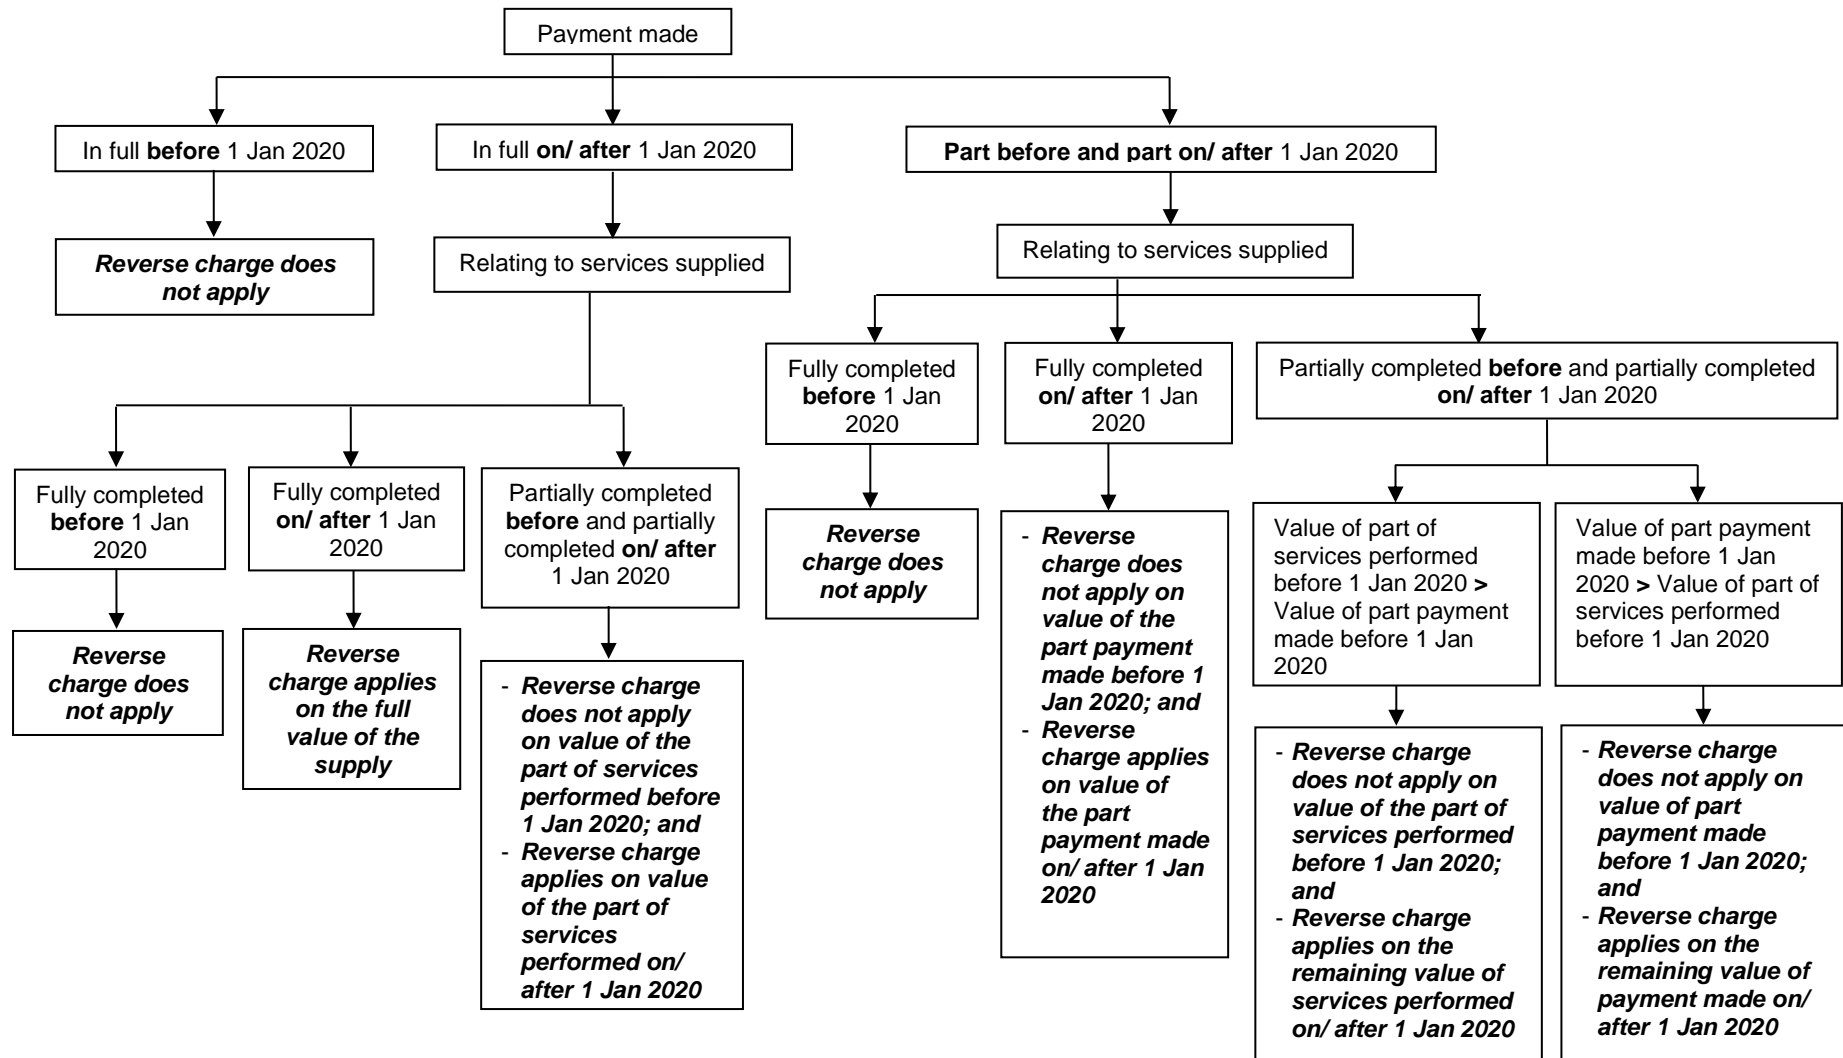 Payment made
In full before 1 Jan 2020
In full on/ after 1 Jan 2020
Part before and part on/ after 1 Jan 2020
Reverse charge does
not apply
Relating to services supplied
Relating to services supplied
Fully completed
before 1 Jan
2020
Fully completed
on/ after 1 Jan
2020
Partially completed before and partially completed
on/ after 1 Jan 2020
Fully completed
before 1 Jan
2020
Fully completed
on/ after 1 Jan
2020
Partially completed
before and partially
completed on/ after
1 Jan 2020
Reverse
charge does
not apply
- Reverse
charge does
not apply on
value of the
part payment
made before 1
Jan 2020; and
- Reverse
charge applies
on value of
the part
payment made
on/ after 1 Jan
2020
Value of part of
services performed
before 1 Jan 2020 >
Value of part payment
made before 1 Jan
2020
Value of part payment
made before 1 Jan
2020 > Value of part of
services performed
before 1 Jan 2020
Reverse
charge does
not apply
Reverse
charge applies
on the full
value of the
supply
- Reverse charge
does not apply
on value of the
part of services
performed before
1 Jan 2020; and
- Reverse charge
applies on value
of the part of
services
performed on/
after 1 Jan 2020
- Reverse charge
does not apply on
value of the part of
services performed
before 1 Jan 2020;
and
- Reverse charge
applies on the
remaining value of
services performed
on/ after 1 Jan 2020
- Reverse charge
does not apply on
value of part
payment made
before 1 Jan 2020;
and
- Reverse charge
applies on the
remaining value of
payment made on/
after 1 Jan 2020